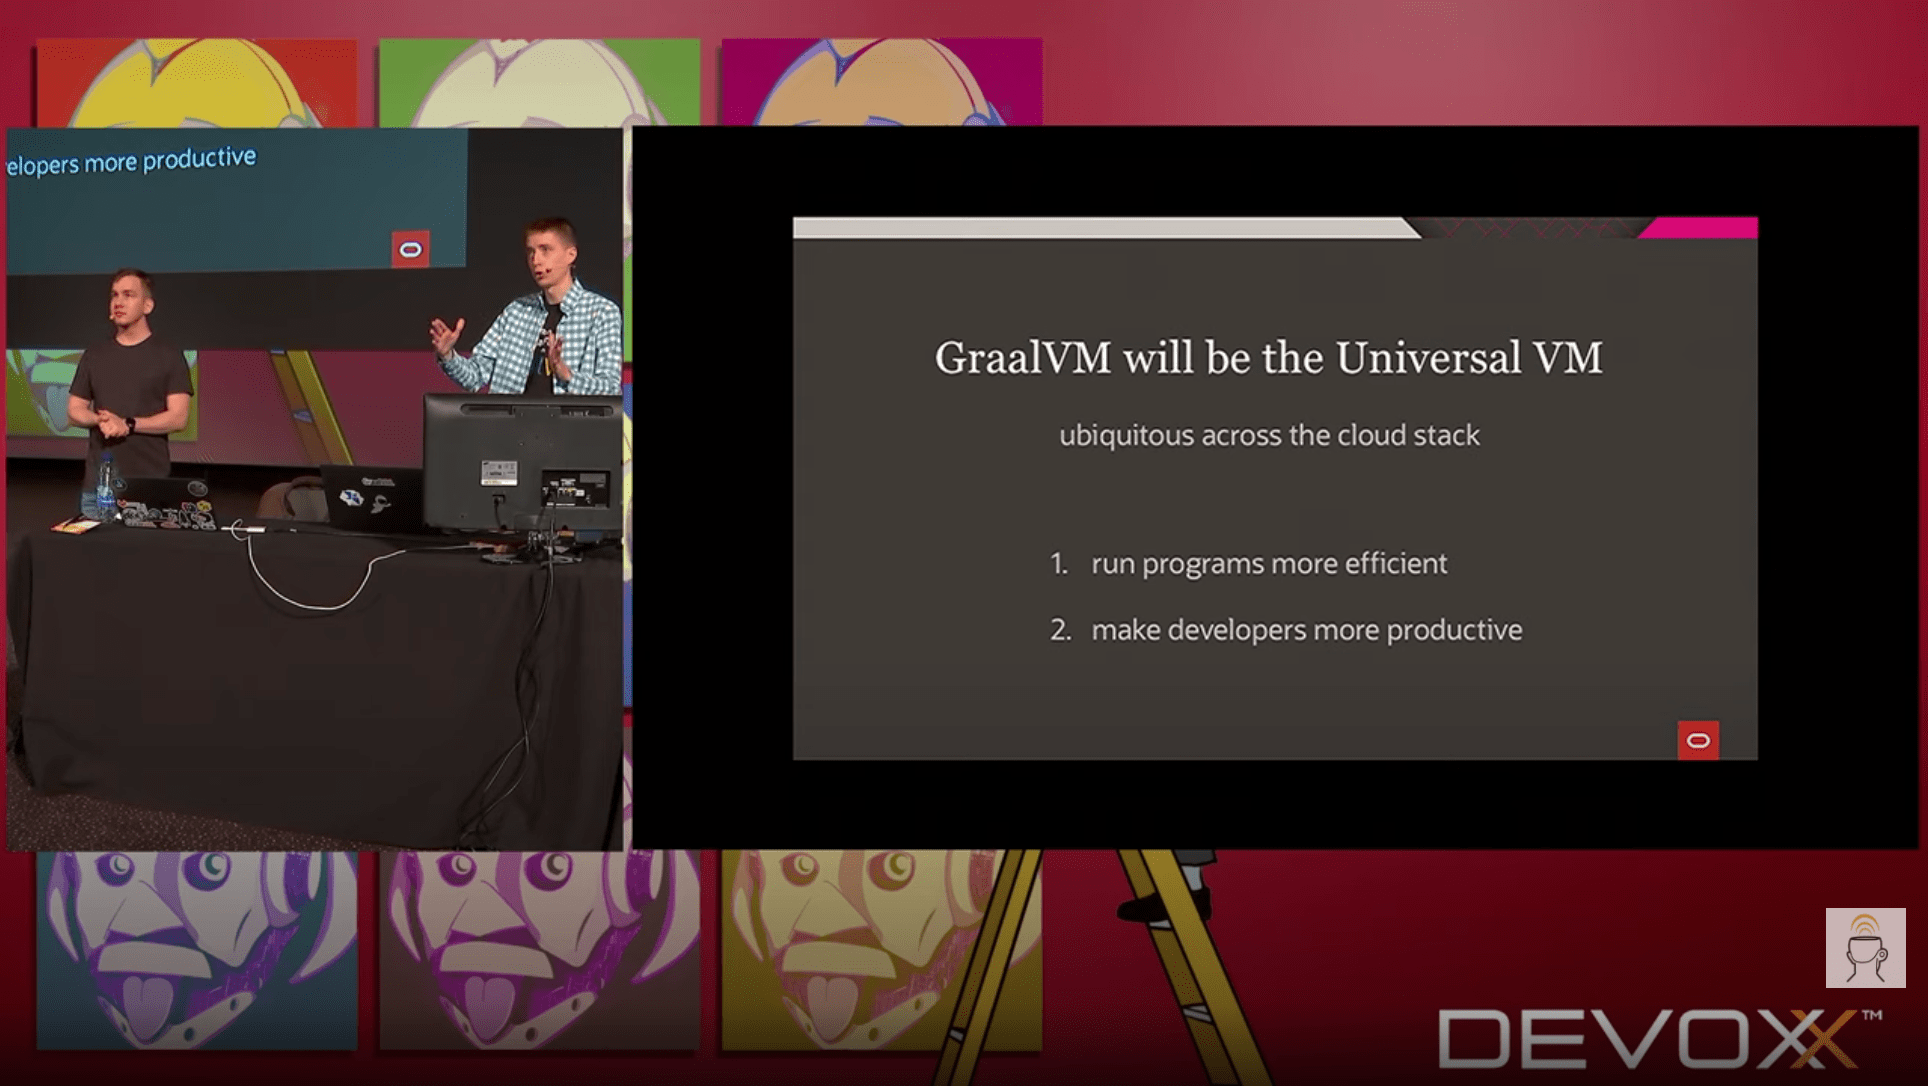 elopers more productive
GraalVM will be the Universal VM
ubiquitous across the cloud stack
1. run programs more efficient
2. make developers more productive
DEVOXX™